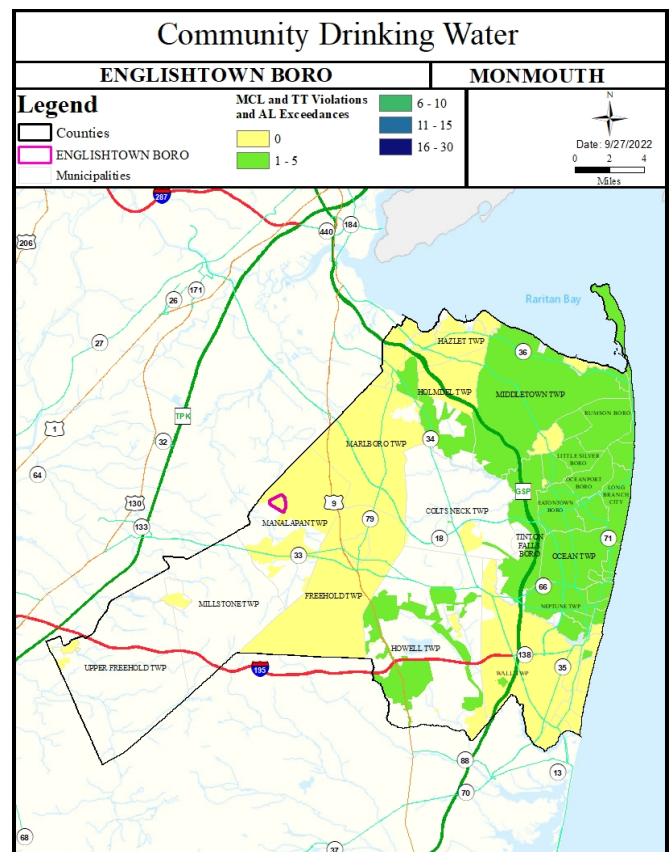 Community Drinking Water
ENGLISHTOWN BORO
MONMOUTH
Legend
Counties
ENGLISHTOWN BORO
Municipalities
MCL and TT Violations
and AL Exceedances
0
1 - 5
6 - 10
11 - 15
16 - 30
N
Date: 9/27/2022
0 2 4
Miles
287
206
440
184
171
26
27
Raritan Bay
HAZLET TWP
36
HOLMDEL TWP
MIDDLETOWN TWP
RUMSON BORO
TPK
1
32
34
MARLBORO TWP
64
LITTLE SILVER
BORO
OCEANPORT
BORO
GSP
LONG
BRANCH
CITY
EATONTOWN
BORO
130
9
133
MANALAPAN TWP
79
COLTS NECK TWP
18
TINTON
FALLS
BORO
71
33
OCEAN TWP
66
MILLSTONE TWP
FREEHOLD TWP
NEPTUNE TWP
UPPER FREEHOLD TWP
195
HOWELL TWP
138
35
WALL TWP
88
13
70
68
37